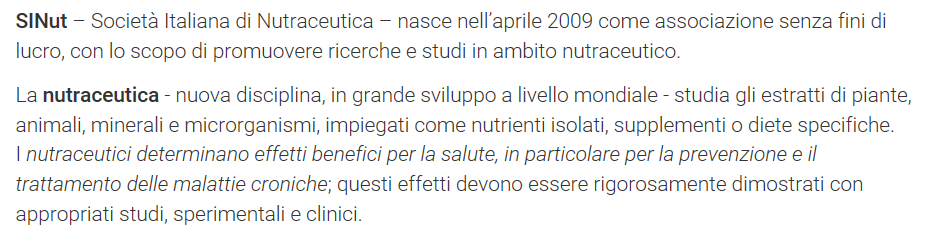 SINut – Società Italiana di Nutraceutica – nasce nell’aprile 2009 come associazione senza fini di
lucro, con lo scopo di promuovere ricerche e studi in ambito nutraceutico.
La nutraceutica - nuova disciplina, in grande sviluppo a livello mondiale - studia gli estratti di piante,
animali, minerali e microrganismi, impiegati come nutrienti isolati, supplementi o diete specifiche.
I nutraceutici determinano effetti benefici per la salute, in particolare per la prevenzione e il
trattamento delle malattie croniche; questi effetti devono essere rigorosamente dimostrati con
appropriati studi, sperimentali e clinici.